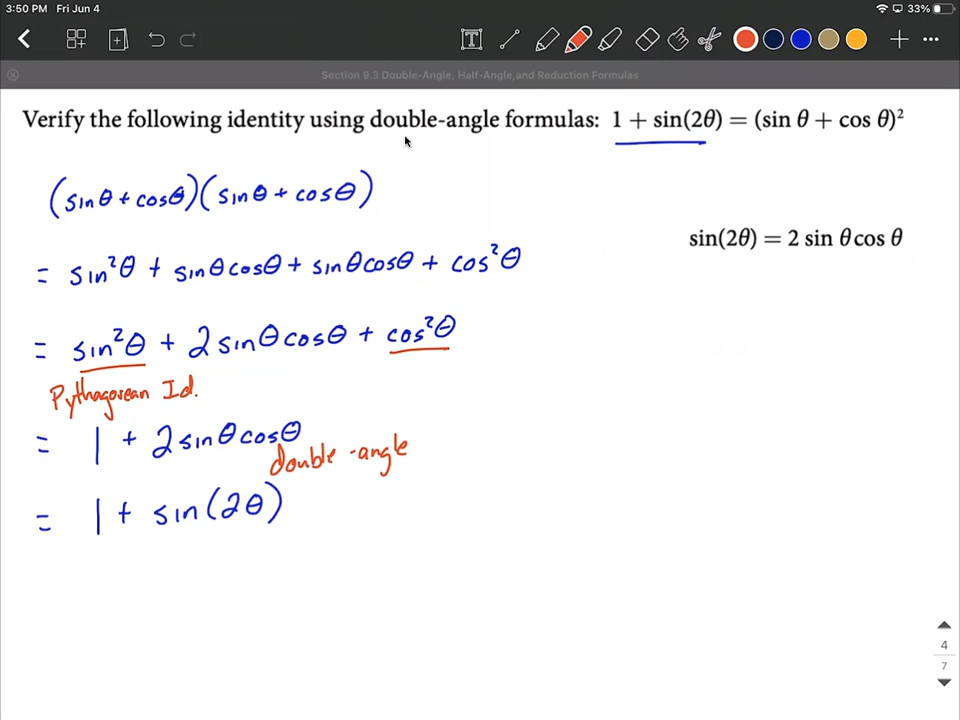 3:50 PM Fri Jun 4
33%
Section 9.3 Double-Angle, Half-Angle,and Reduction Formulas
Verify the following identity using double-angle formulas: 1 + sin(2θ) = (sin θ + cos θ)²
(sinθ + cosθ)(sinθ + cosθ)
sin(2θ) = 2 sin θ cos θ
= sin²θ + sinθcosθ + sinθcosθ + cos²θ
= sin²θ + 2sinθcosθ + cos²θ
Pythagorean Id.
= 1 + 2sinθcosθ
double-angle
= 1 + sin(2θ)
4
7